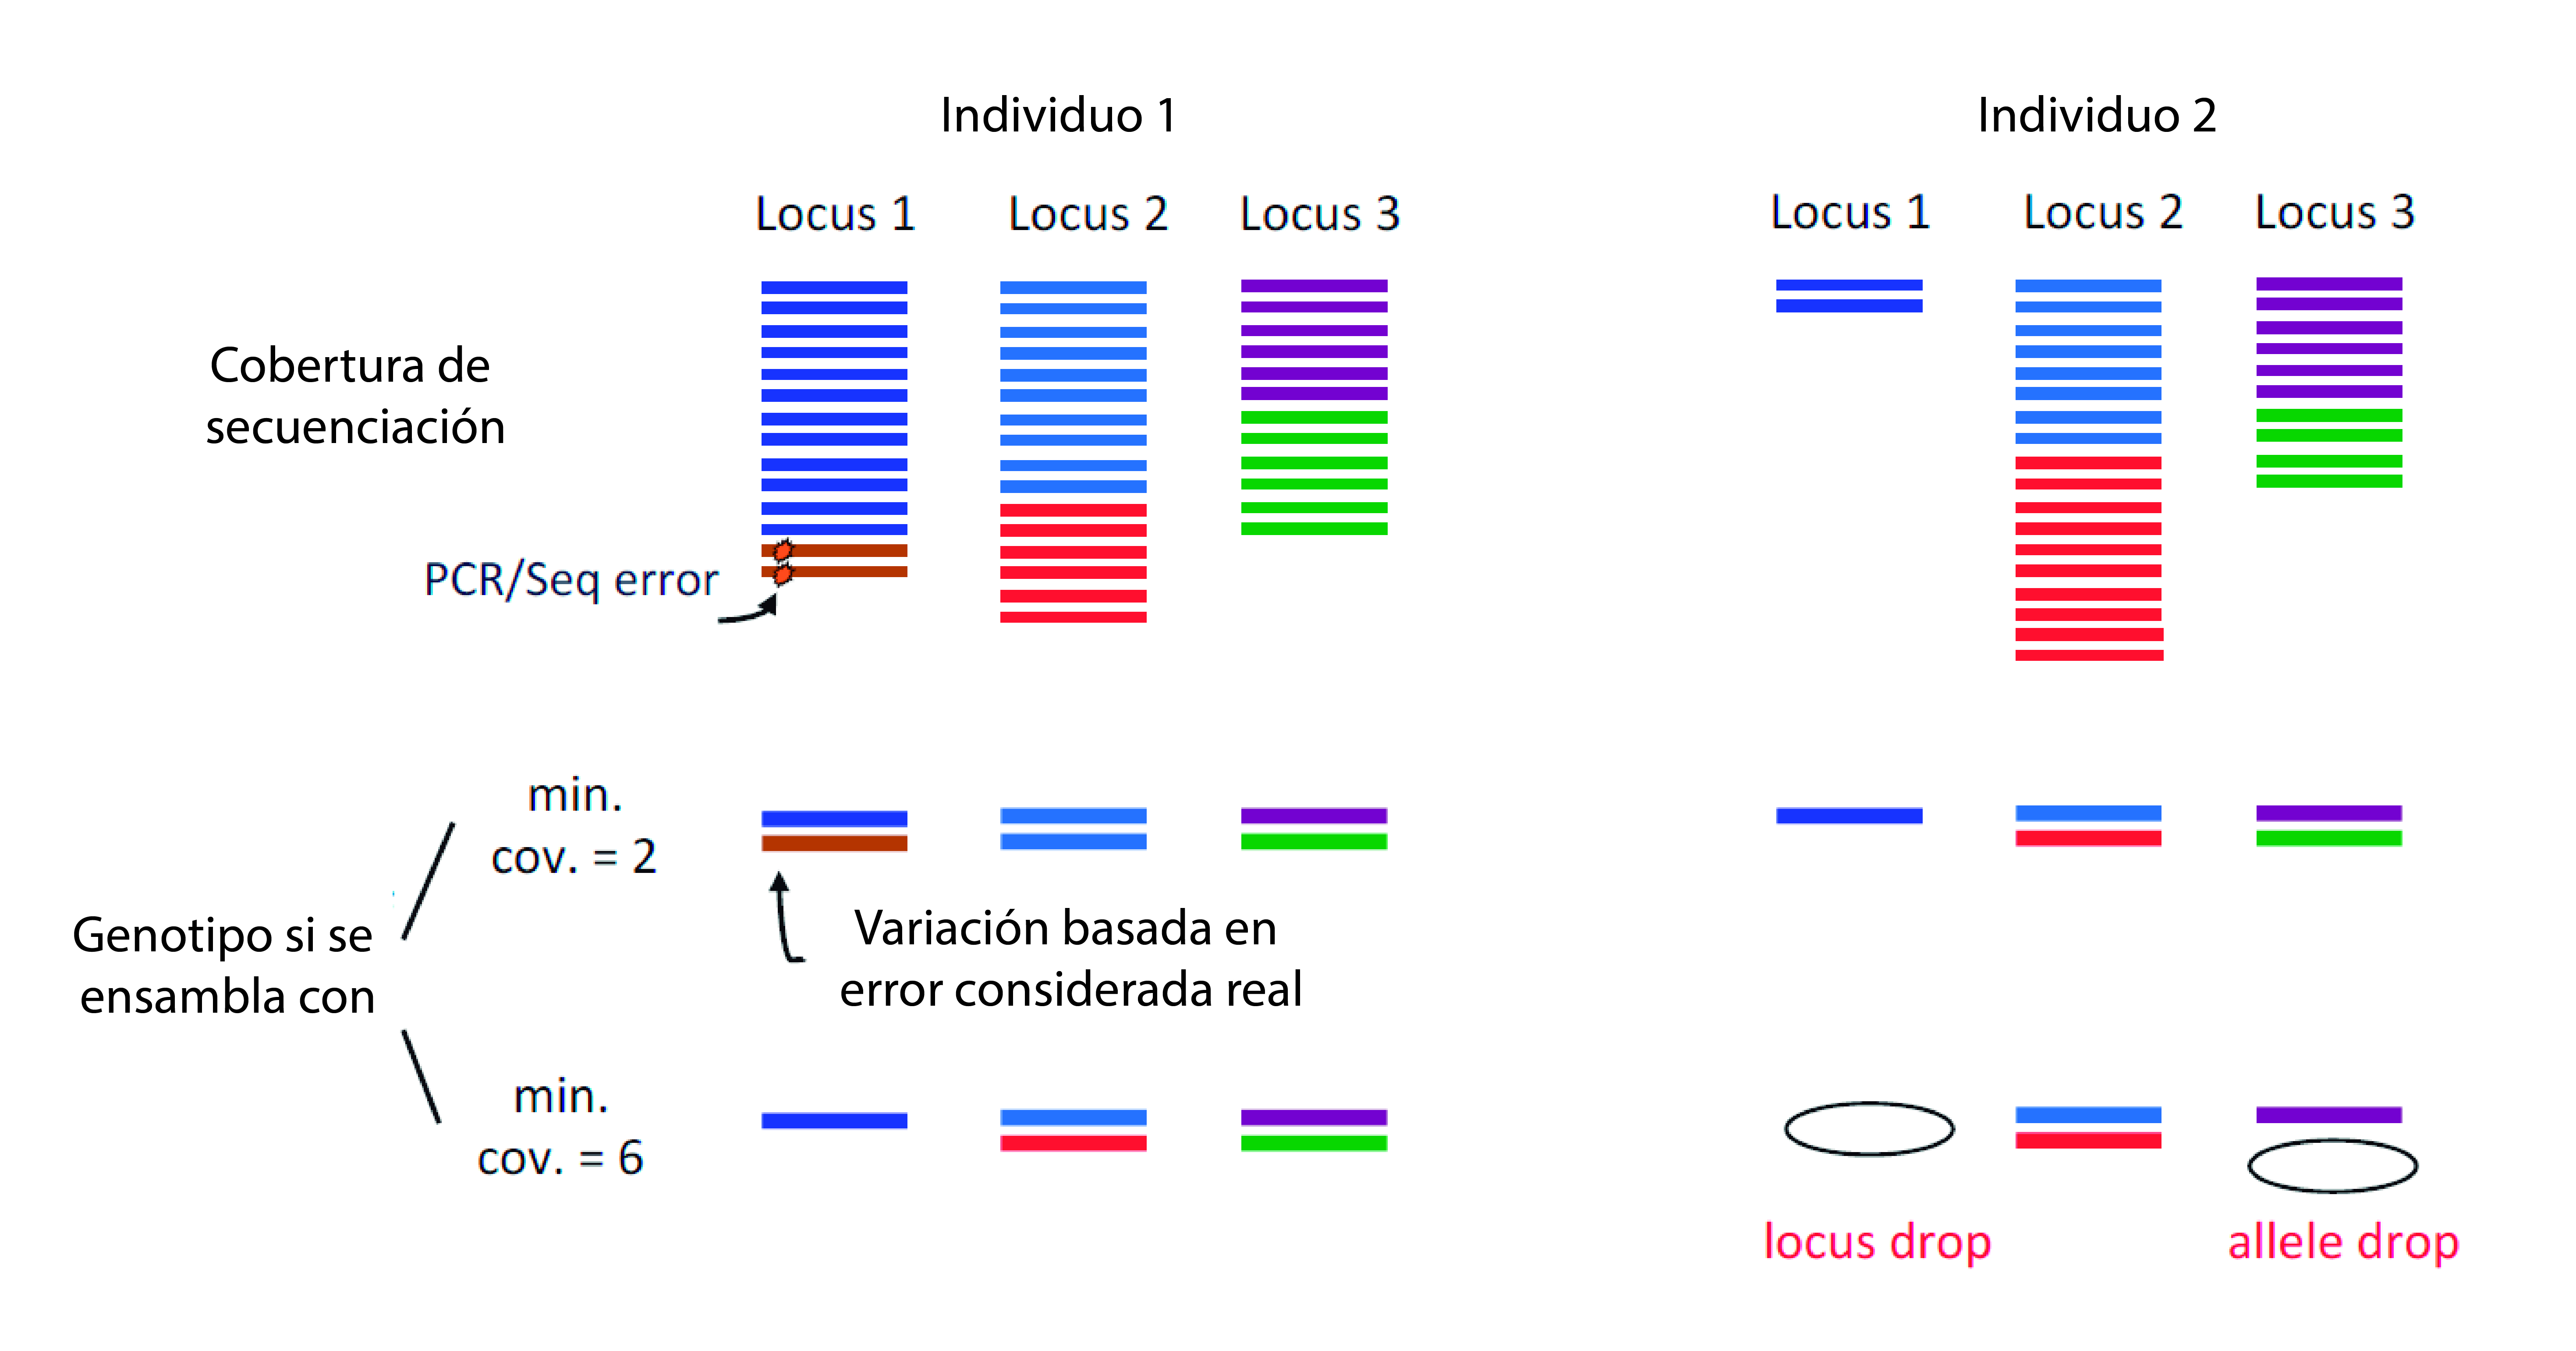 Individuo 1
Individuo 2
Locus 1
Locus 2
Locus 3
Locus 1
Locus 2
Locus 3
Cobertura de
secuenciación
PCR/Seq error
min.
cov. = 2
Variación basada en
error considerada real
Genotipo si se
ensambla con
min.
cov. = 6
locus drop
allele drop